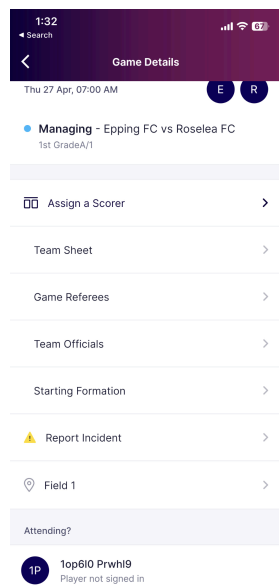 1:32
67
◀ Search
Game Details
Thu 27 Apr, 07:00 AM
E R
Managing - Epping FC vs Roselea FC
1st GradeA/1
Assign a Scorer
Team Sheet
Game Referees
Team Officials
Starting Formation
Report Incident
Field 1
Attending?
1P
1op6l0 Prwhl9
Player not signed in